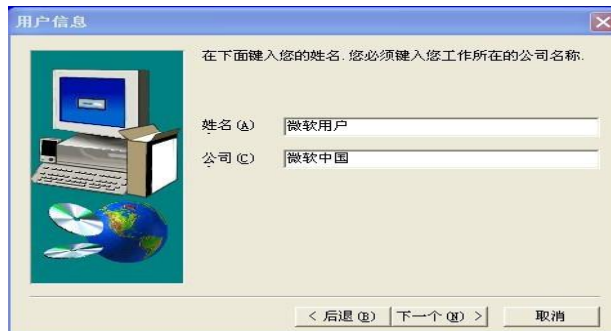 用户信息
在下面键入您的姓名.您必须键入您工作所在的公司名称.
姓名(A) 微软用户
公司(C) 微软中国
< 后退(B) 下一个(N) > 取消